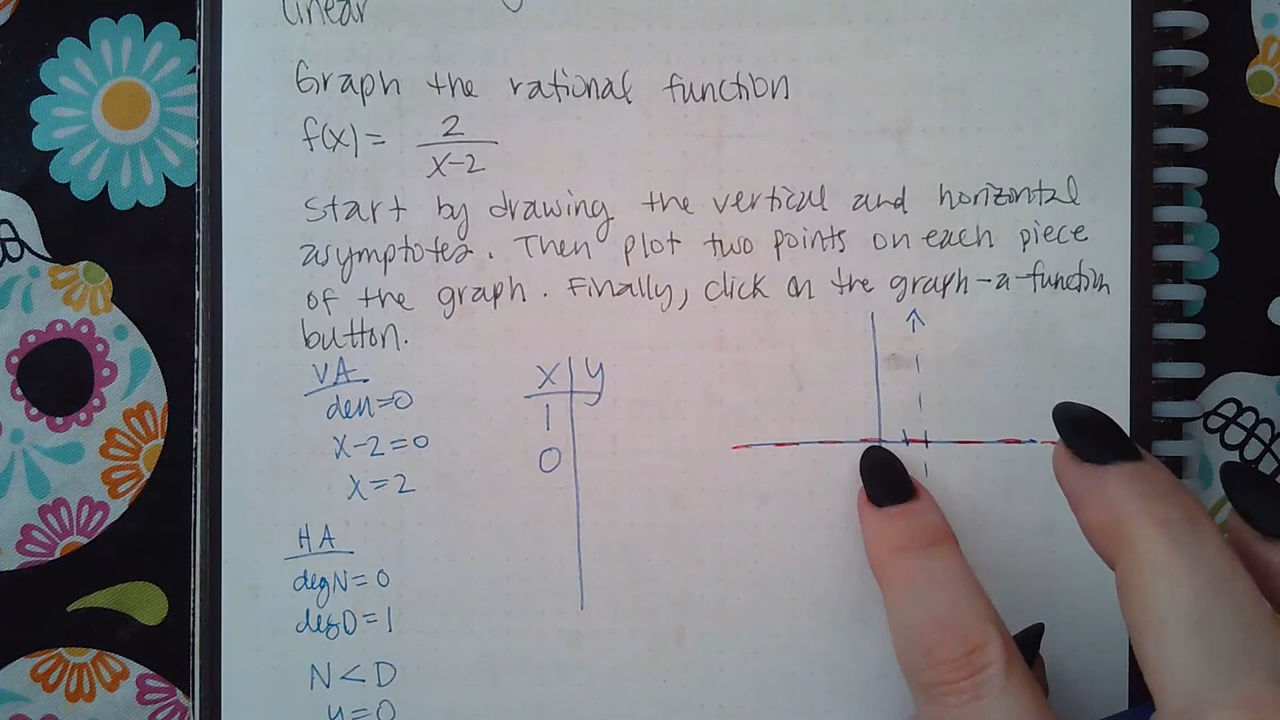 linear
Graph the rational function
f(x) = 2/(x-2)
Start by drawing the vertical and horizontal
asymptotes. Then plot two points on each piece
of the graph. Finally, click on the graph-a-function
button.
VA
den=0
x-2=0
x=2
HA
degN=0
degD=1
N<D
y=0
x | y
1
0